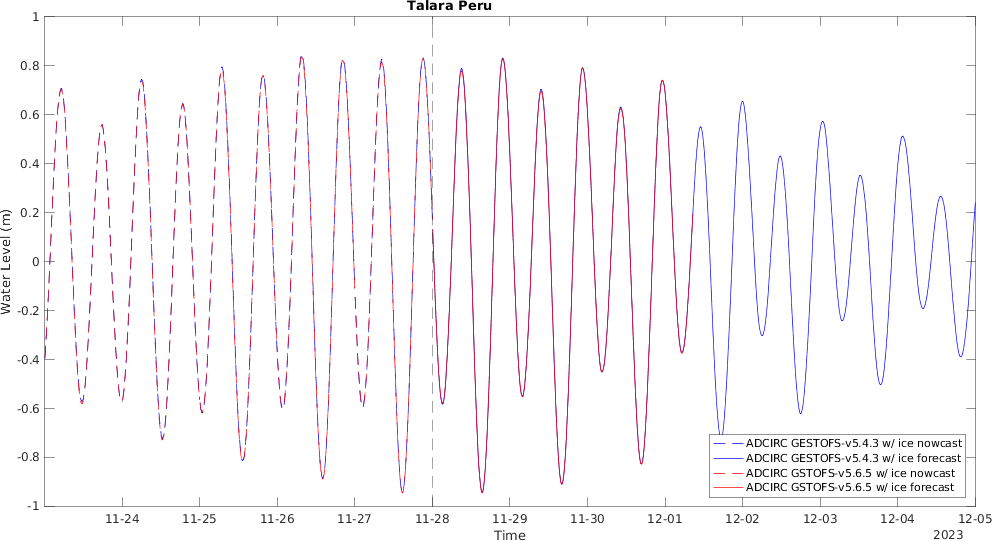 Talara Peru
1
0.8
0.6
0.4
0.2
0
-0.2
-0.4
-0.6
-0.8
-1
Water Level (m)
ADCIRC GESTOFS-v5.4.3 w/ ice nowcast
ADCIRC GESTOFS-v5.4.3 w/ ice forecast
ADCIRC GSTOFS-v5.6.5 w/ ice nowcast
ADCIRC GSTOFS-v5.6.5 w/ ice forecast
11-24 11-25 11-26 11-27 11-28 11-29 11-30 12-01 12-02 12-03 12-04 12-05
Time
2023